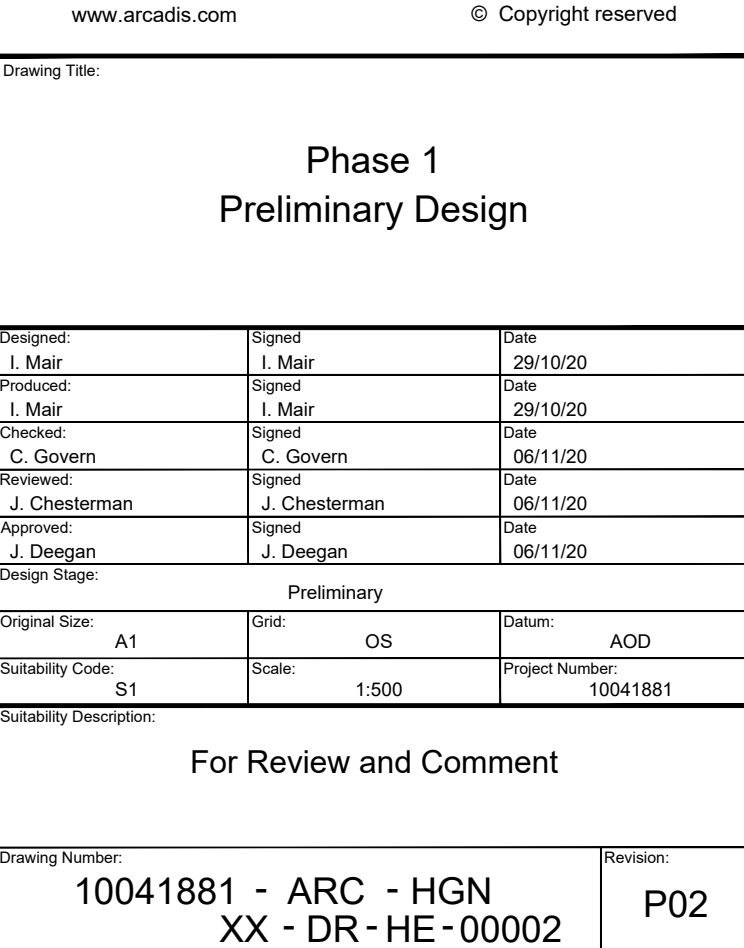 www.arcadis.com © Copyright reserved
Drawing Title:
Phase 1
Preliminary Design
Designed: Signed Date
I. Mair I. Mair 29/10/20
Produced: Signed Date
I. Mair I. Mair 29/10/20
Checked: Signed Date
C. Govern C. Govern 06/11/20
Reviewed: Signed Date
J. Chesterman J. Chesterman 06/11/20
Approved: Signed Date
J. Deegan J. Deegan 06/11/20
Design Stage:
Preliminary
Original Size: Grid: Datum:
A1 OS AOD
Suitability Code: Scale: Project Number:
S1 1:500 10041881
Suitability Description:
For Review and Comment
Drawing Number: Revision:
10041881 - ARC - HGN
XX - DR - HE - 00002
P02